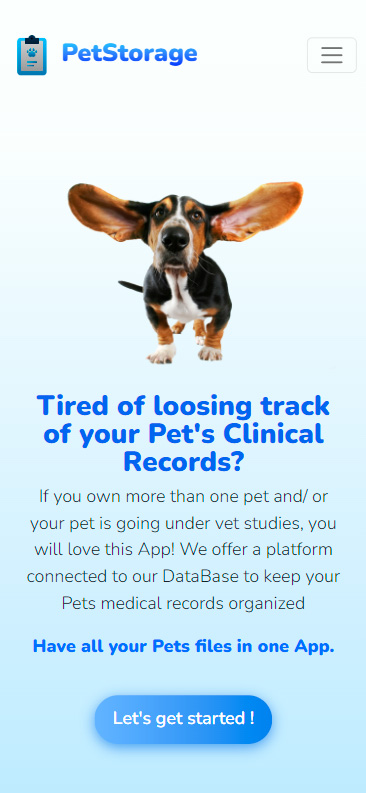 PetStorage
Tired of loosing track
of your Pet's Clinical
Records?
If you own more than one pet and/ or
your pet is going under vet studies, you
will love this App! We offer a platform
connected to our DataBase to keep your
Pets medical records organized
Have all your Pets files in one App.
Let's get started !